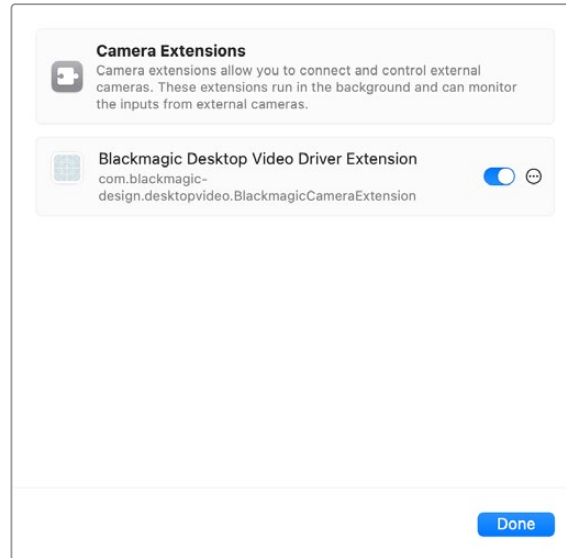 Camera Extensions
Camera extensions allow you to connect and control external
cameras. These extensions run in the background and can monitor
the inputs from external cameras.
Blackmagic Desktop Video Driver Extension
com.blackmagic-
design.desktopvideo.BlackmagicCameraExtension
Done